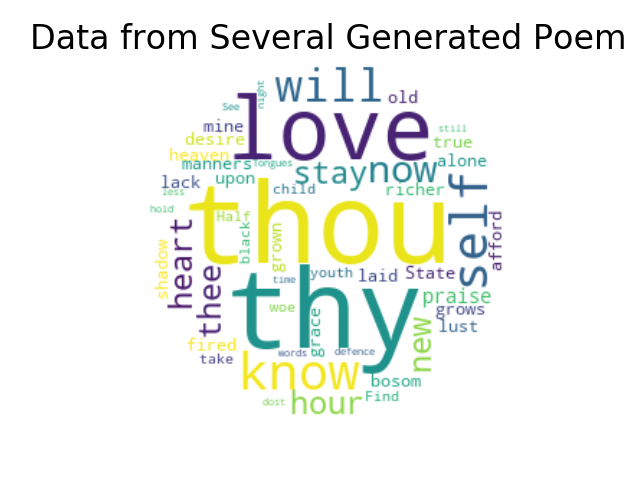 Data from Several Generated Poem
will
old
night
See
love
mine
still
desire
true
heaven
manners
Tongues
stay
now
alone
lack
upon
child
richer
self
less
thou
hold
Half
afford
black
grown
heart
shadow
thee
thy
youth
laid
State
time
praise
woe
grows
grace
new
lust
fired
words
defence
take
know
bosom
Find
hour
dost